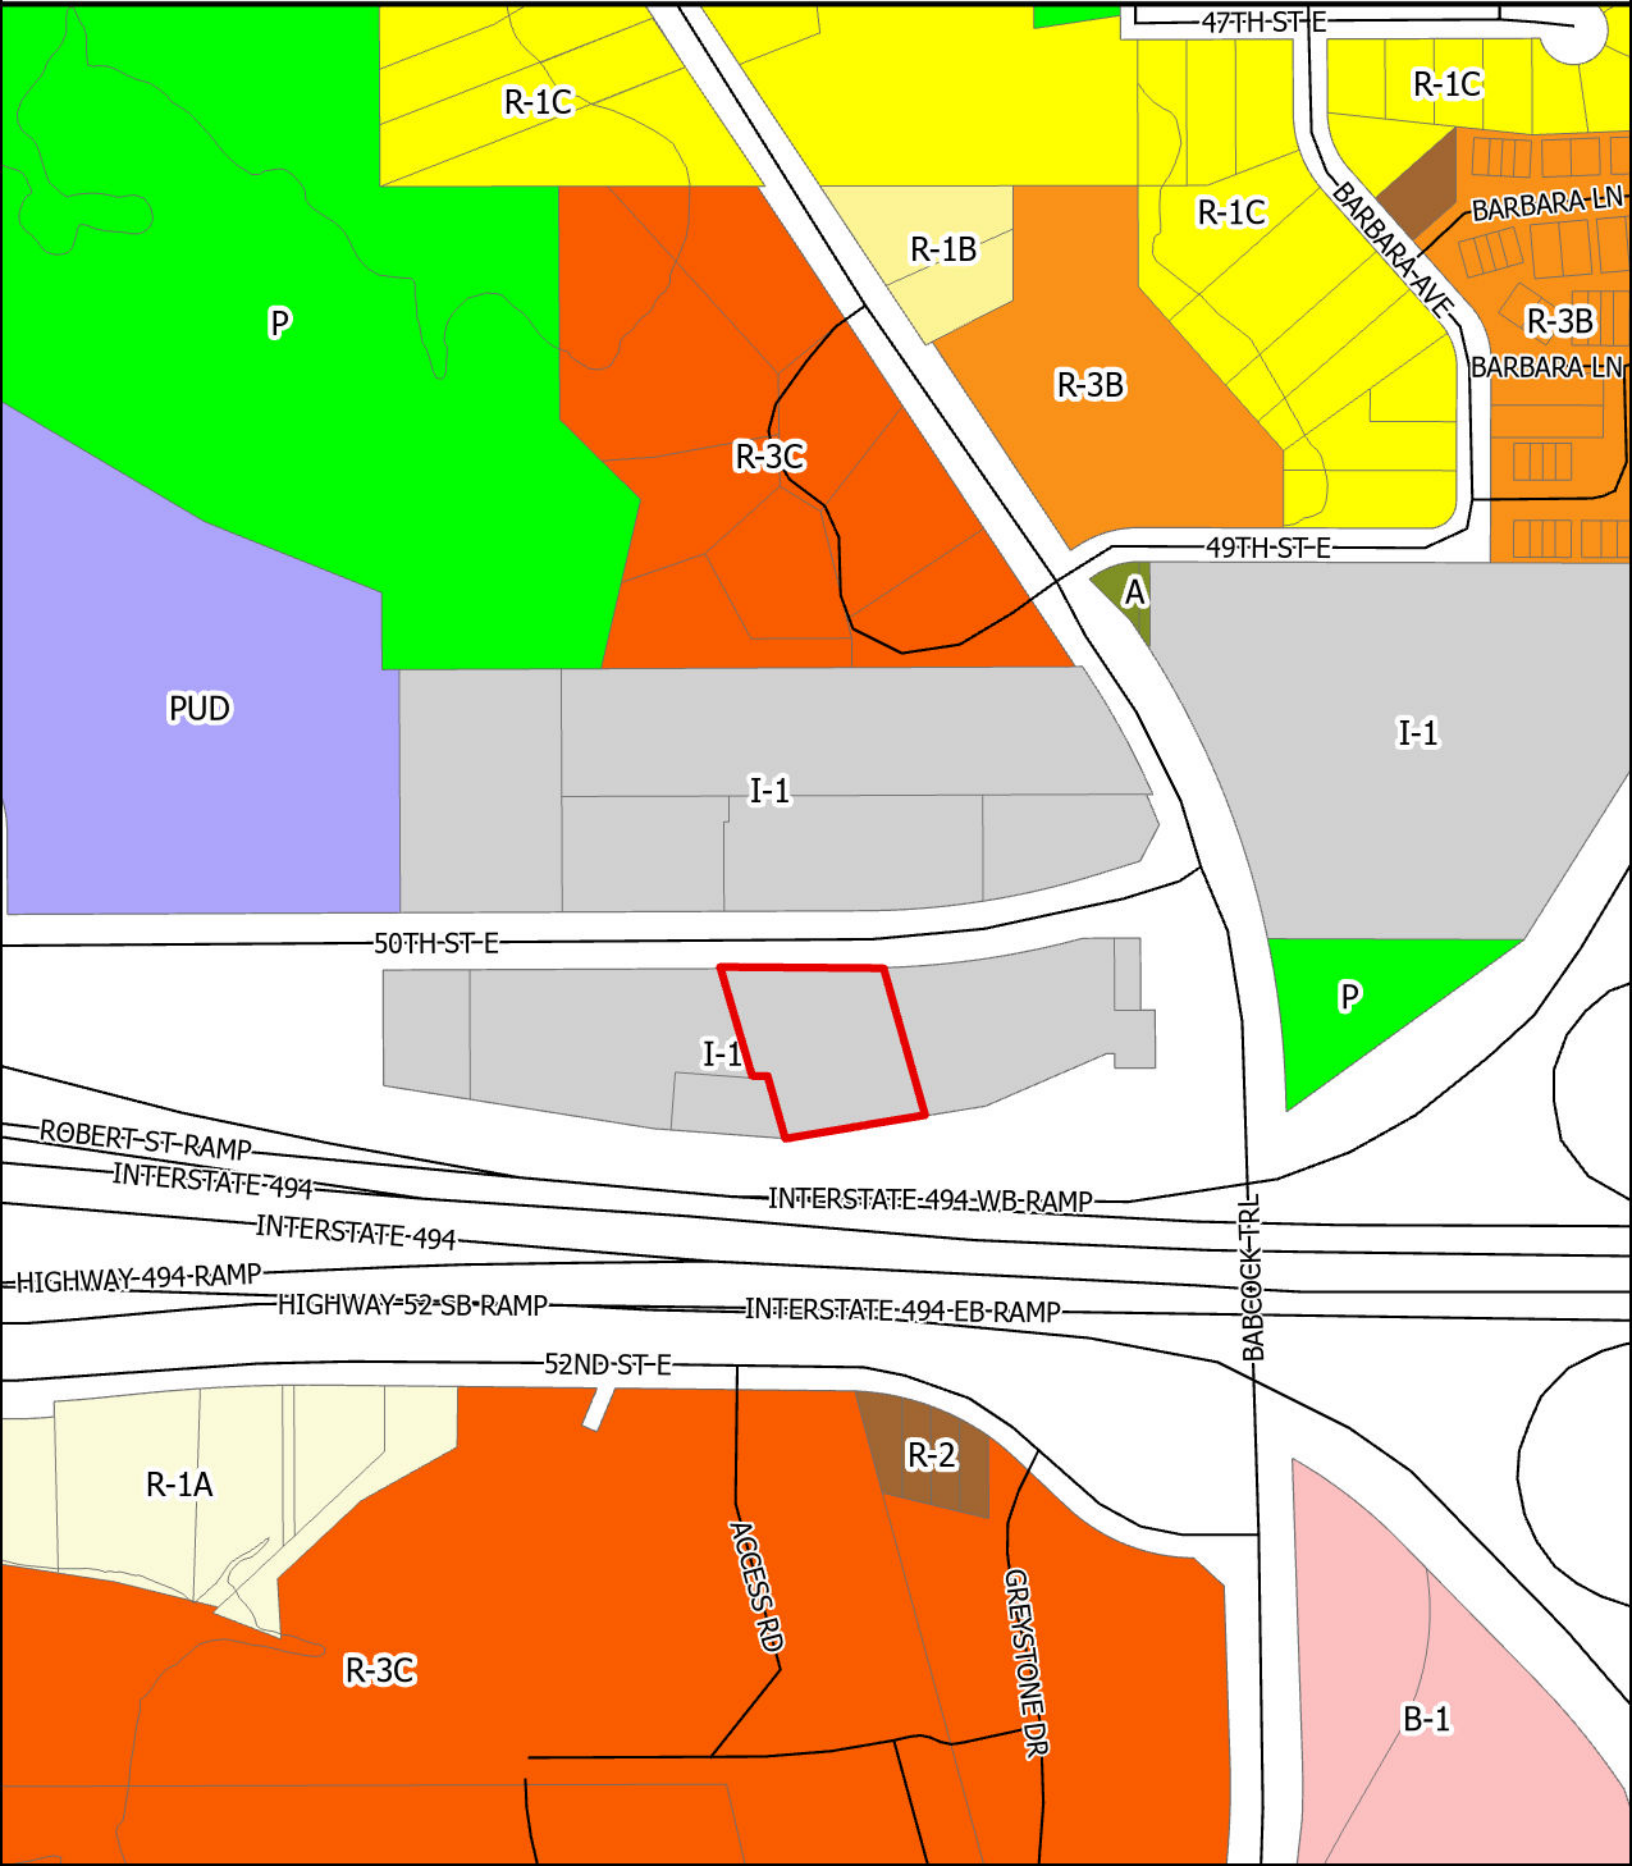 47TH ST E
R-1C
R-1C
BARBARA LN
BARBARA AVE
R-1C
R-1B
P
R-3B
BARBARA LN
R-3B
R-3C
49TH ST E
A
PUD
I-1
I-1
50TH ST E
P
I-1
ROBERT ST RAMP
INTERSTATE 494
INTERSTATE 494 WB RAMP
INTERSTATE 494
BABCOCK TRL
HIGHWAY 494 RAMP
HIGHWAY 52 SB RAMP
INTERSTATE 494 EB RAMP
52ND ST E
R-2
R-1A
ACCESS RD
GREYSTONE DR
R-3C
B-1